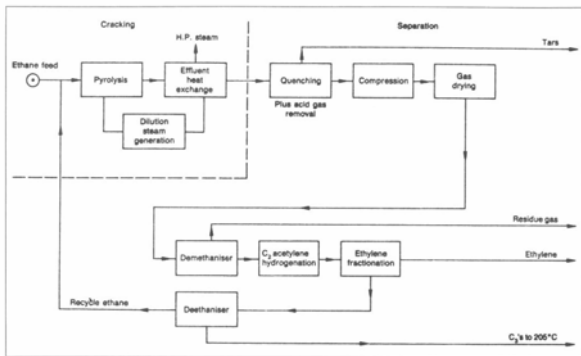 Cracking
Separation
H.P. steam
Tars
Ethane feed
Pyrolysis
Effluent
heat
exchange
Quenching
Compression
Gas
drying
Plus acid gas
removal
Dilution
steam
generation
Residue gas
Demethaniser
C2 acetylene
hydrogenation
Ethylene
fractionation
Ethylene
Recycle ethane
Deethaniser
C3's to 205°C